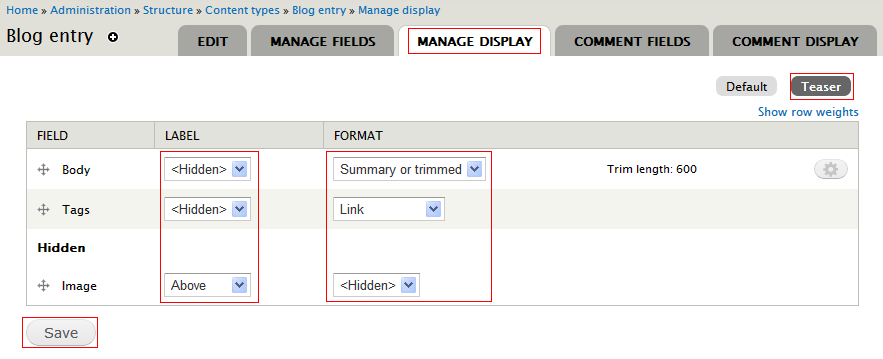 Home » Administration » Structure » Content types » Blog entry » Manage display
Blog entry
EDIT MANAGE FIELDS MANAGE DISPLAY COMMENT FIELDS COMMENT DISPLAY
Default Teaser
Show row weights
FIELD LABEL FORMAT
Body <Hidden> Summary or trimmed Trim length: 600
Tags <Hidden> Link
Hidden
Image Above <Hidden>
Save